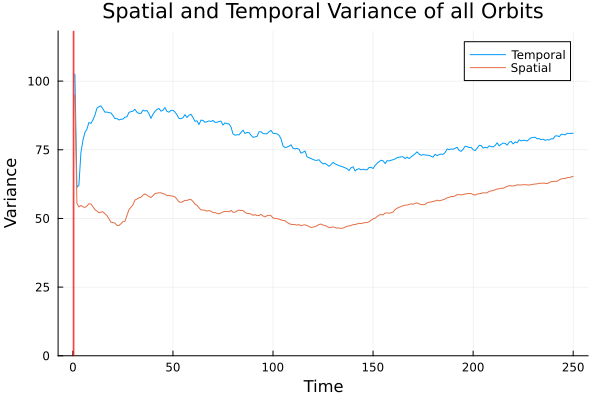 Spatial and Temporal Variance of all Orbits
Temporal
Spatial
100
75
50
25
0
Variance
0 50 100 150 200 250
Time